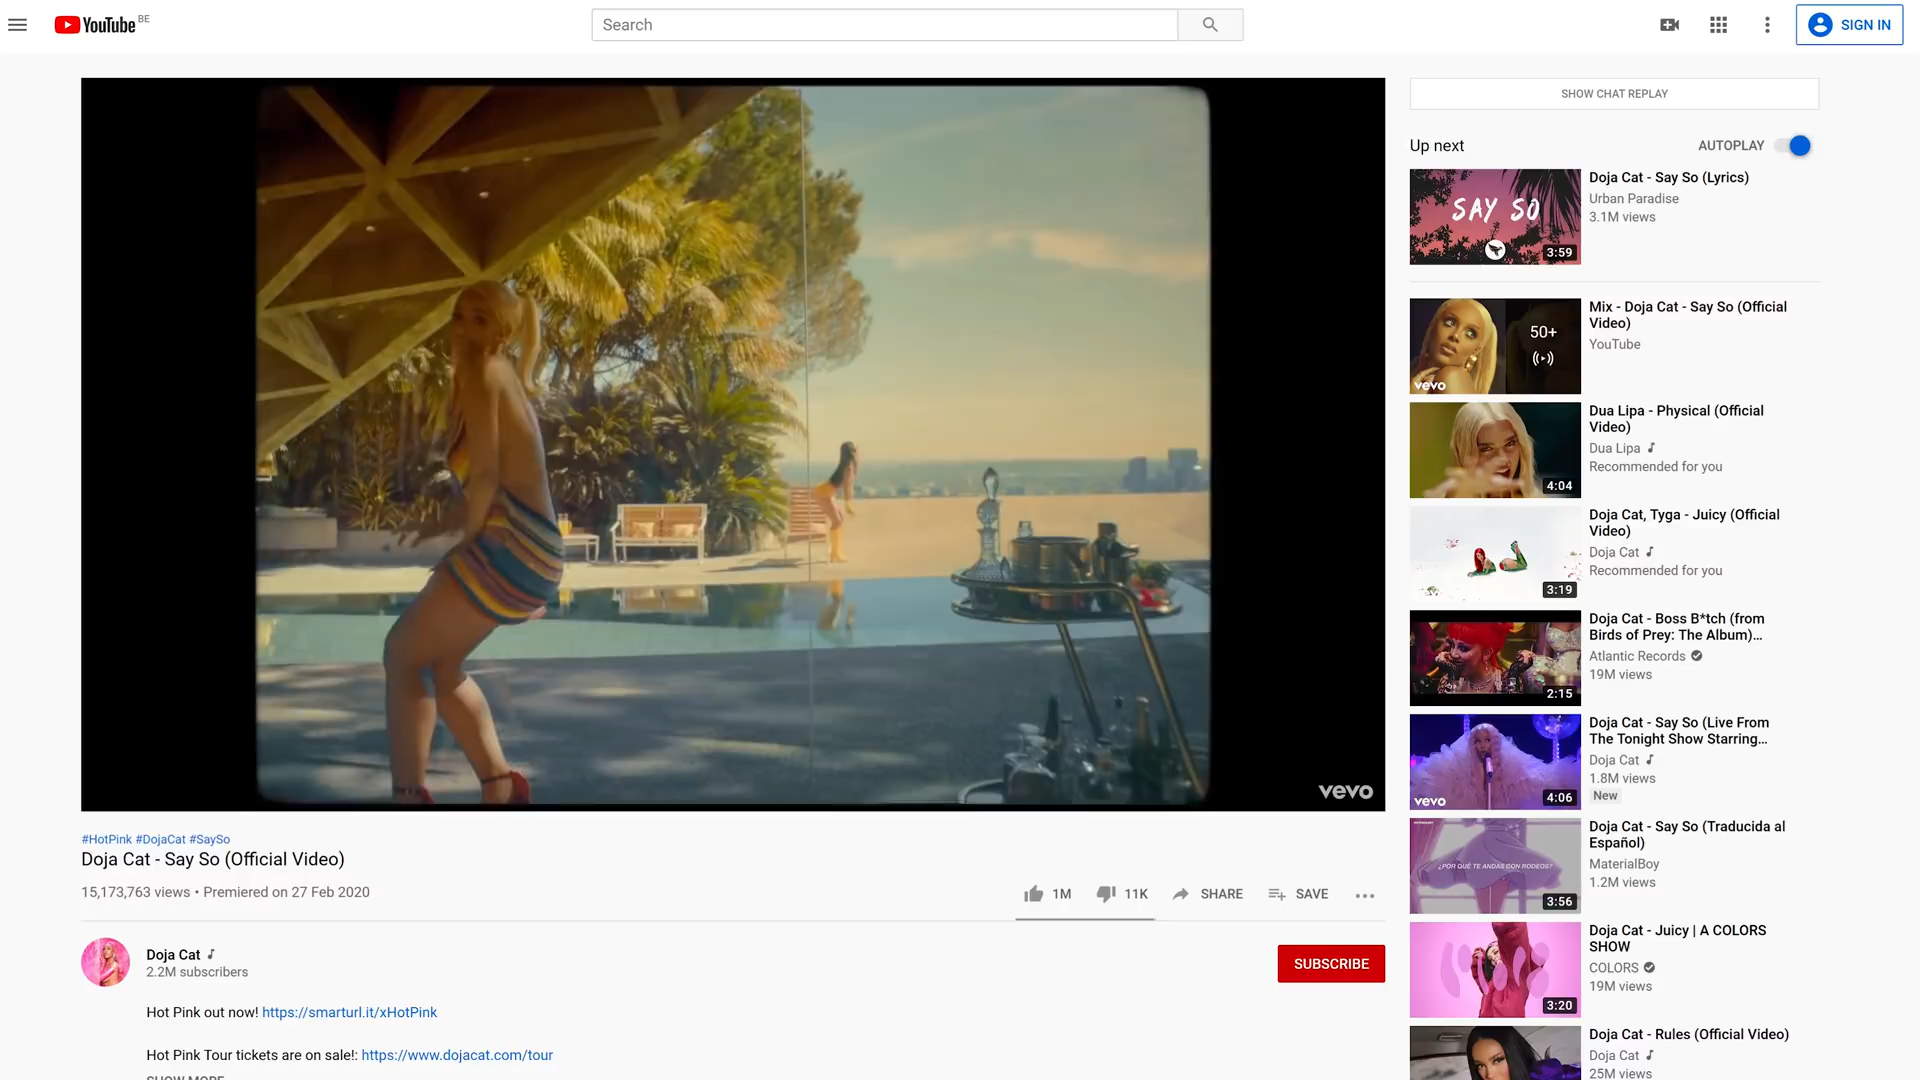 YouTube BE
Search
SIGN IN
vevo
#HotPink #DojaCat #SaySo
Doja Cat - Say So (Official Video)
15,173,763 views • Premiered on 27 Feb 2020
1M
11K
SHARE
SAVE
Doja Cat
2.2M subscribers
SUBSCRIBE
Hot Pink out now! https://smarturl.it/xHotPink
Hot Pink Tour tickets are on sale!: https://www.dojacat.com/tour
SHOW MORE
SHOW CHAT REPLAY
Up next
AUTOPLAY
SAY SO
3:59
Doja Cat - Say So (Lyrics)
Urban Paradise
3.1M views
50+
vevo
Mix - Doja Cat - Say So (Official
Video)
YouTube
4:04
Dua Lipa - Physical (Official
Video)
Dua Lipa
Recommended for you
3:19
Doja Cat, Tyga - Juicy (Official
Video)
Doja Cat
Recommended for you
2:15
Doja Cat - Boss B*tch (from
Birds of Prey: The Album)...
Atlantic Records
19M views
vevo
4:06
Doja Cat - Say So (Live From
The Tonight Show Starring...
Doja Cat
1.8M views
New
¿POR QUÉ TE ANDAS CON RODEOS?
3:56
Doja Cat - Say So (Traducida al
Español)
MaterialBoy
1.2M views
3:20
Doja Cat - Juicy | A COLORS
SHOW
COLORS
19M views
Doja Cat - Rules (Official Video)
Doja Cat
25M views